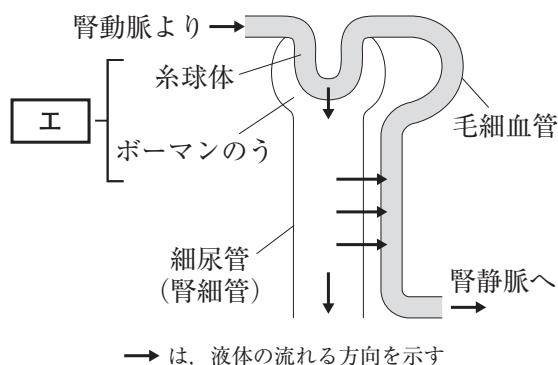 腎動脈より
糸球体
エ
ボーマンのう
毛細血管
細尿管
(腎細管)
腎静脈へ
は，液体の流れる方向を示す